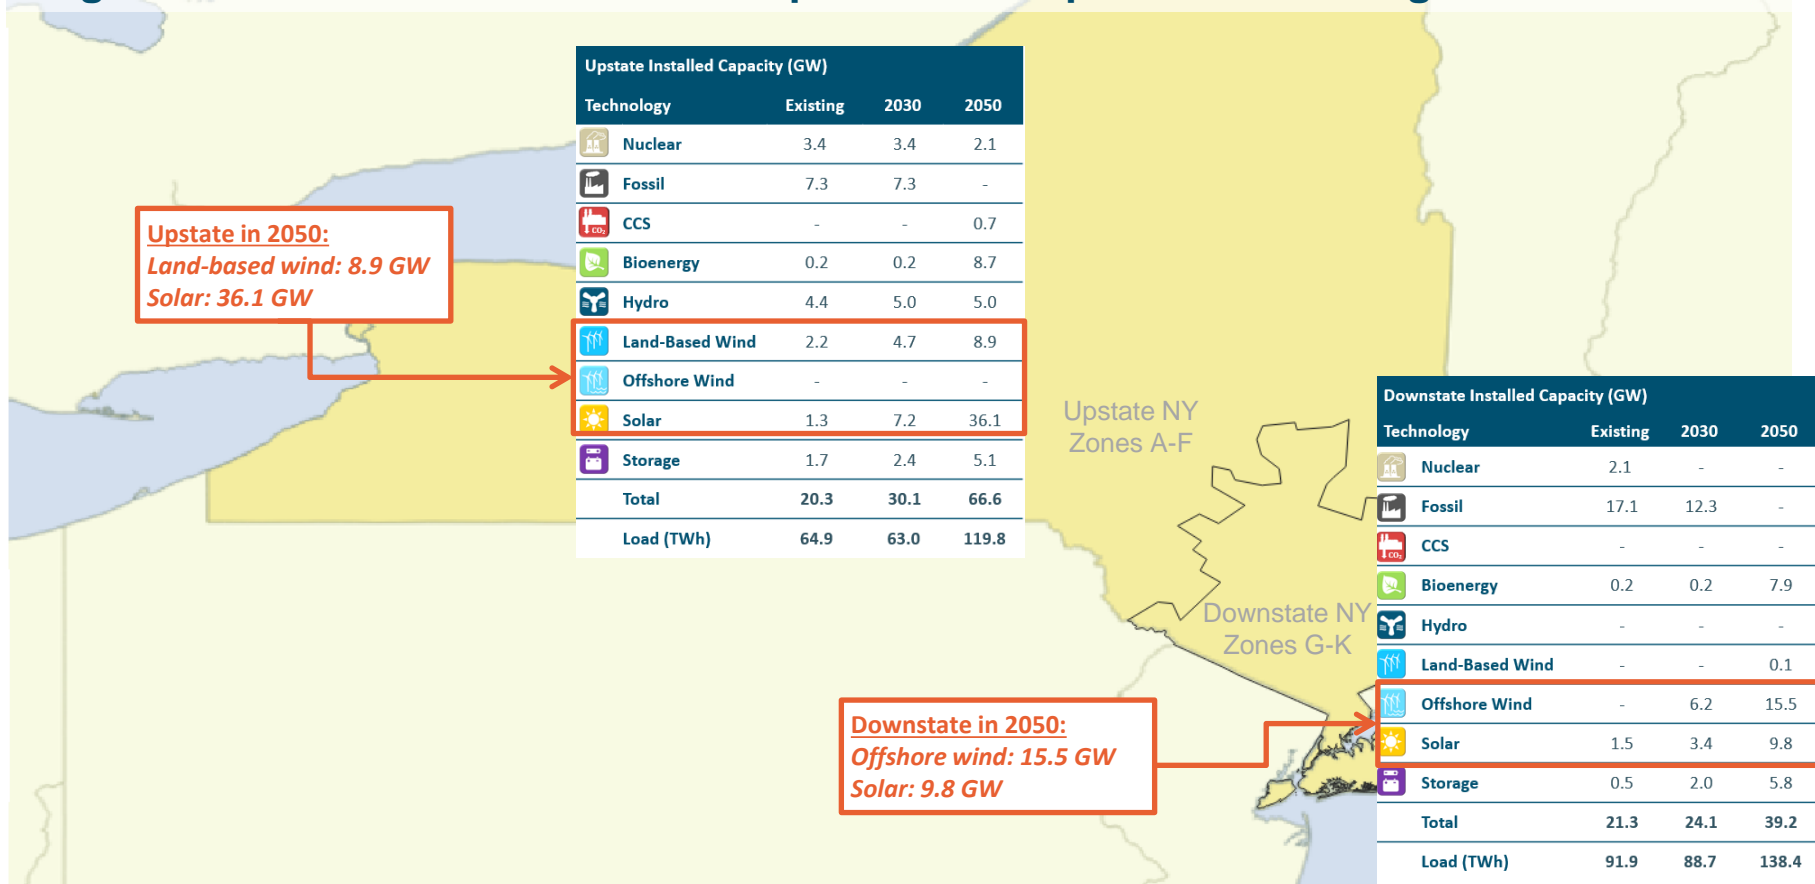 Upstate Installed Capacity (GW)
Technology Existing 2030 2050
Nuclear 3.4 3.4 2.1
Fossil 7.3 7.3 -
CO₂ CCS - - 0.7
Bioenergy 0.2 0.2 8.7
Hydro 4.4 5.0 5.0
Land-Based Wind 2.2 4.7 8.9
Offshore Wind - - -
Solar 1.3 7.2 36.1
Storage 1.7 2.4 5.1
Total 20.3 30.1 66.6
Load (TWh) 64.9 63.0 119.8
Upstate in 2050:
Land-based wind: 8.9 GW
Solar: 36.1 GW
Upstate NY
Zones A-F
Downstate NY
Zones G-K
Downstate Installed Capacity (GW)
Technology Existing 2030 2050
Nuclear 2.1 - -
Fossil 17.1 12.3 -
CO₂ CCS - - -
Bioenergy 0.2 0.2 7.9
Hydro - - -
Land-Based Wind - - 0.1
Offshore Wind - 6.2 15.5
Solar 1.5 3.4 9.8
Storage 0.5 2.0 5.8
Total 21.3 24.1 39.2
Load (TWh) 91.9 88.7 138.4
Downstate in 2050:
Offshore wind: 15.5 GW
Solar: 9.8 GW